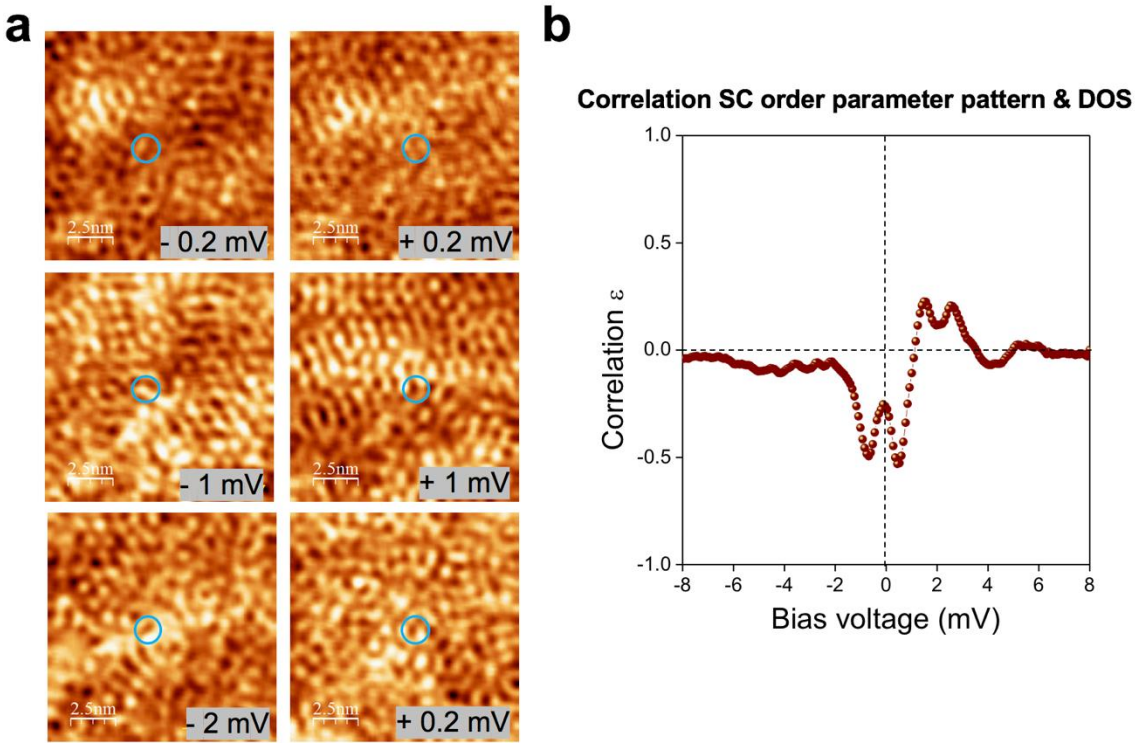 a
2.5nm
- 0.2 mV
2.5nm
+ 0.2 mV
2.5nm
- 1 mV
2.5nm
+ 1 mV
2.5nm
- 2 mV
2.5nm
+ 0.2 mV
b
Correlation SC order parameter pattern & DOS
1.0
0.5
0.0
-0.5
-1.0
Correlation ε
-8 -6 -4 -2 0 2 4 6 8
Bias voltage (mV)